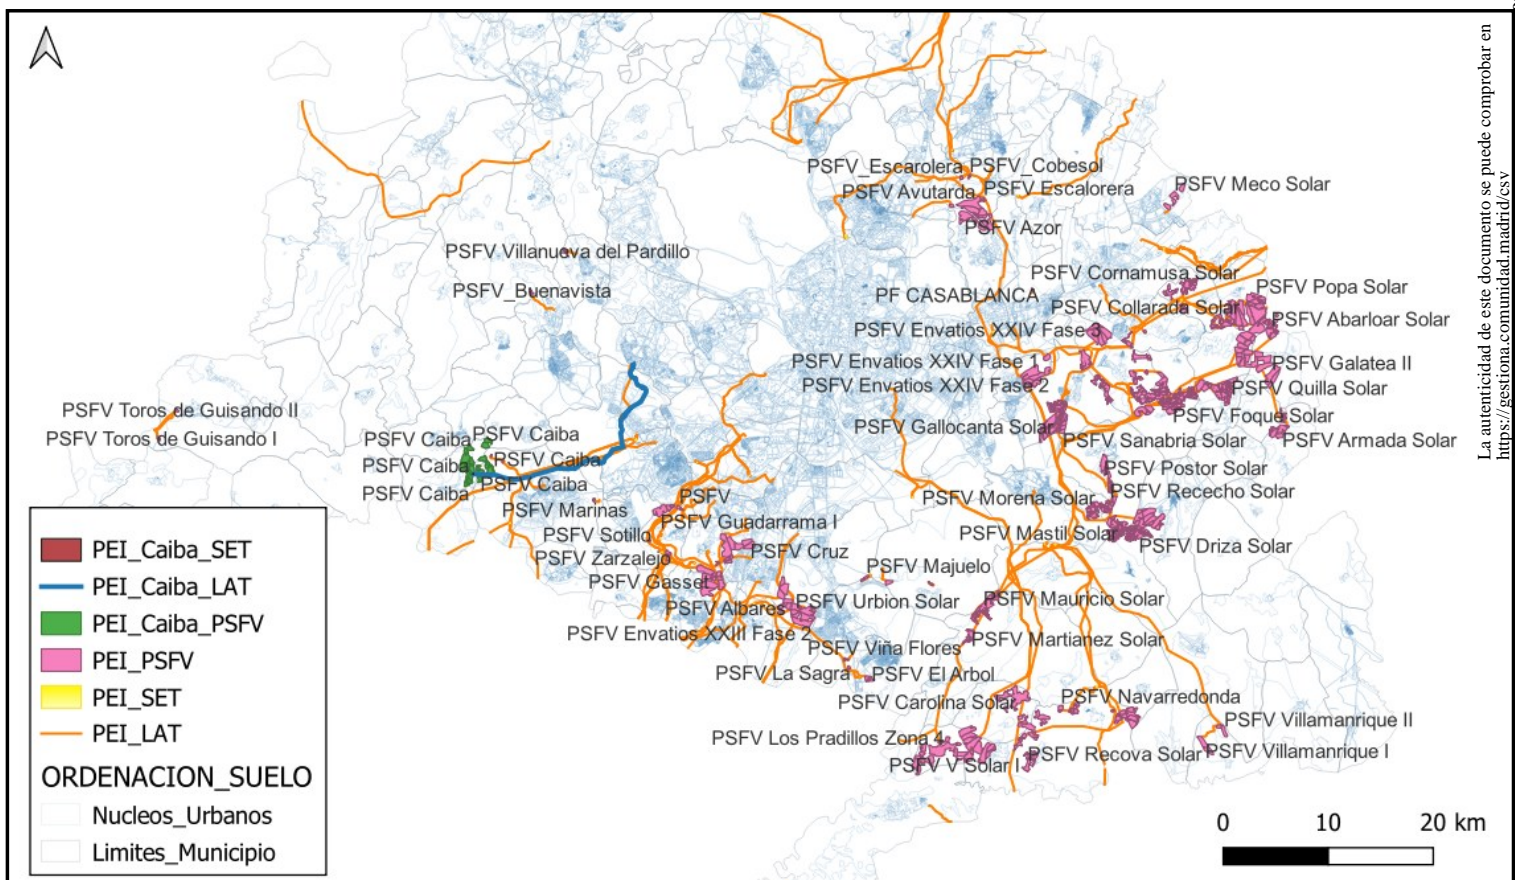 La autenticidad de este documento se puede comprobar en
https://gestiona.comunidad.madrid/csv
PSFV_Escarolera
PSFV_Cobesol
PSFV Avutarda
PSFV Escalorera
PSFV Meco Solar
PSFV Azor
PSFV Villanueva del Pardillo
PSFV_Buenavista
PSFV Cornamusa Solar
PSFV Popa Solar
PF CASABLANCA
PSFV Collarada Solar
PSFV Abarloar Solar
PSFV Envatios XXIV Fase 3
PSFV Envatios XXIV Fase 1
PSFV Galatea II
PSFV Envatios XXIV Fase 2
PSFV Quilla Solar
PSFV Toros de Guisando II
PSFV Foque Solar
PSFV Gallocanta Solar
PSFV Toros de Guisando I
PSFV Caiba
PSFV Caiba
PSFV Sanabria Solar
PSFV Armada Solar
PSFV Caiba
PSFV Caiba
PSFV Postor Solar
PSFV Caiba
PSFV Caiba
PSFV Rececho Solar
PSFV
PSFV Morena Solar
PSFV Marinas
PSFV Guadarrama I
PSFV Sotillo
PSFV Mastil Solar
PSFV Driza Solar
PSFV Zarzalejo
PSFV Cruz
PSFV Majuelo
PSFV Gasset
PSFV Albares
PSFV Urbion Solar
PSFV Mauricio Solar
PSFV Envatios XXIII Fase 2
PSFV Viña Flores
PSFV Martianez Solar
PSFV La Sagra
PSFV El Arbol
PSFV Carolina Solar
PSFV Navarredonda
PSFV Villamanrique II
PSFV Los Pradillos Zona 4
PSFV Recova Solar
PSFV Villamanrique I
PSFV V Solar I
PEI_Caiba_SET
PEI_Caiba_LAT
PEI_Caiba_PSFV
PEI_PSFV
PEI_SET
PEI_LAT
ORDENACION_SUELO
Nucleos_Urbanos
Limites_Municipio
0 10 20 km